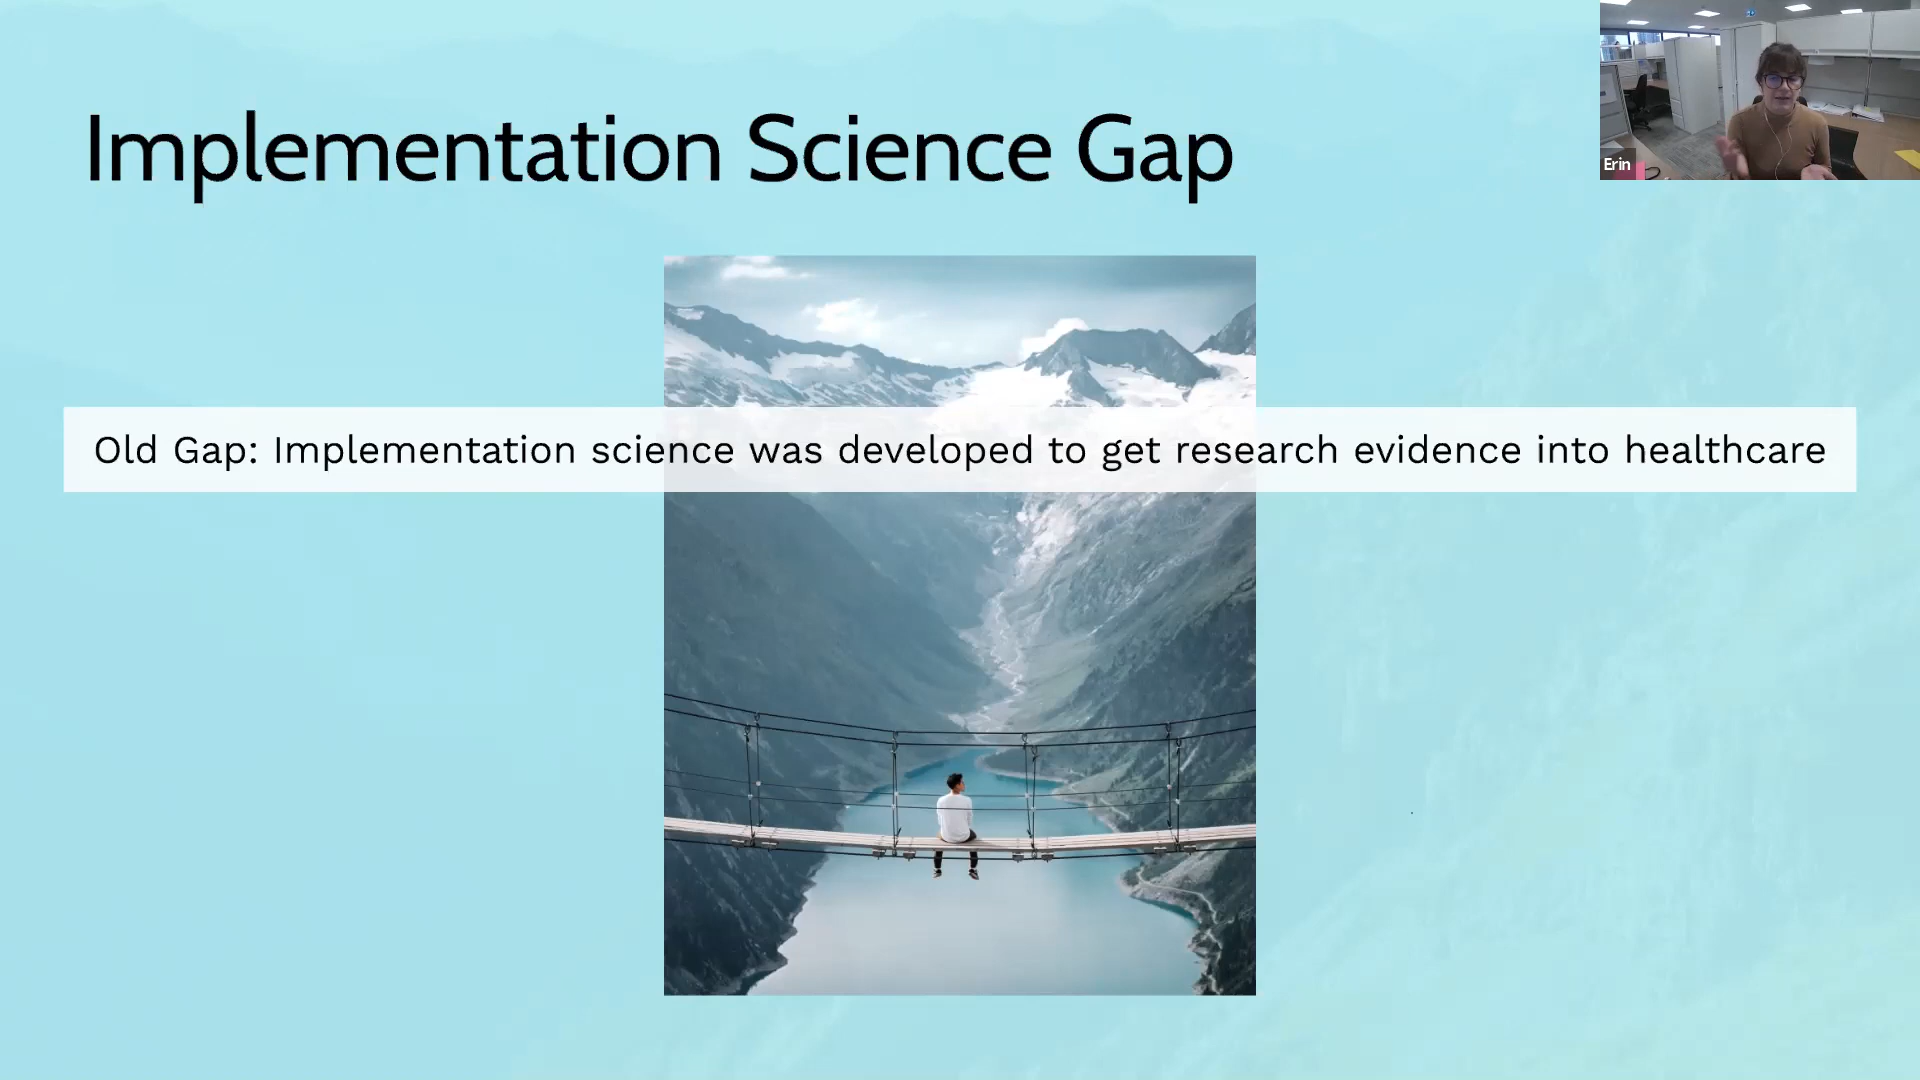 Implementation Science Gap
Erin
Old Gap: Implementation science was developed to get research evidence into healthcare